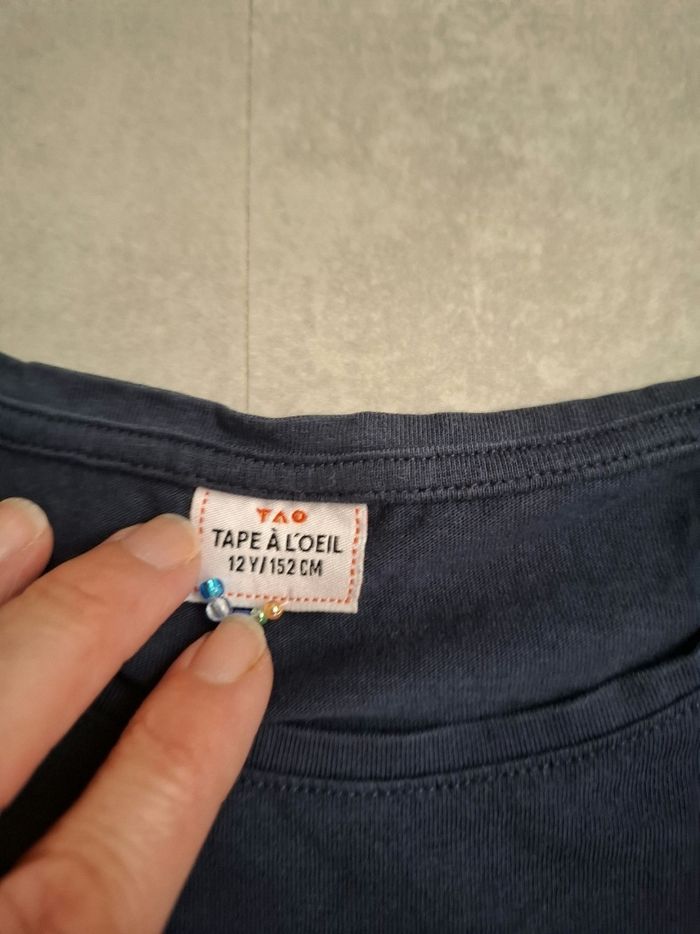 TAO
TAPE À L'OEIL
12 Y/152 CM